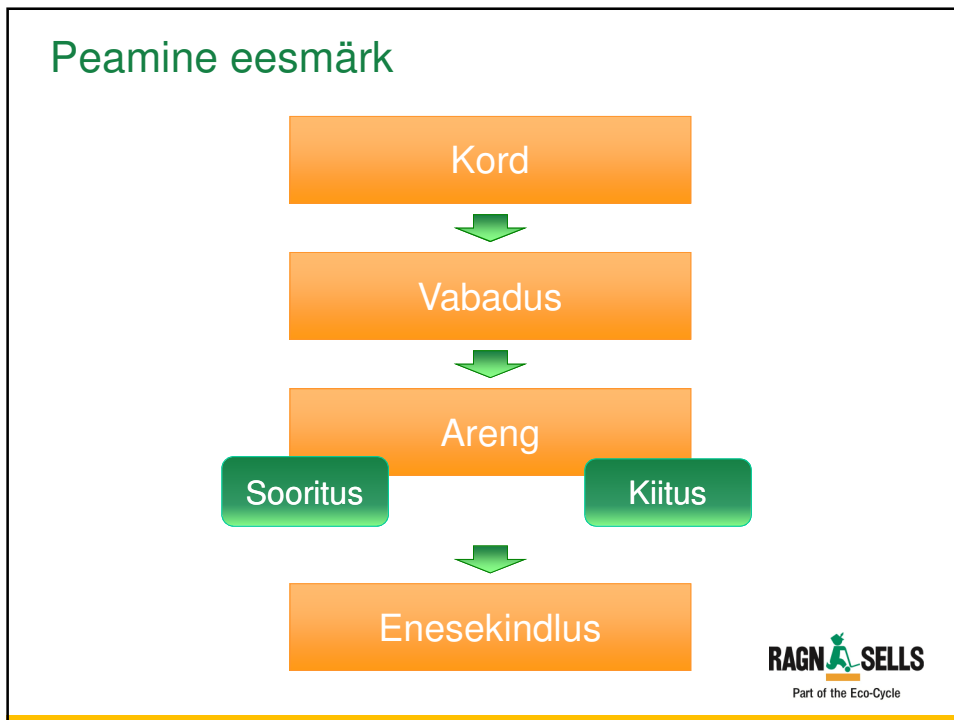 Peamine eesmärk
Kord
Vabadus
Areng
Sooritus
Kiitus
Enesekindlus
RAGN SELLS
Part of the Eco-Cycle